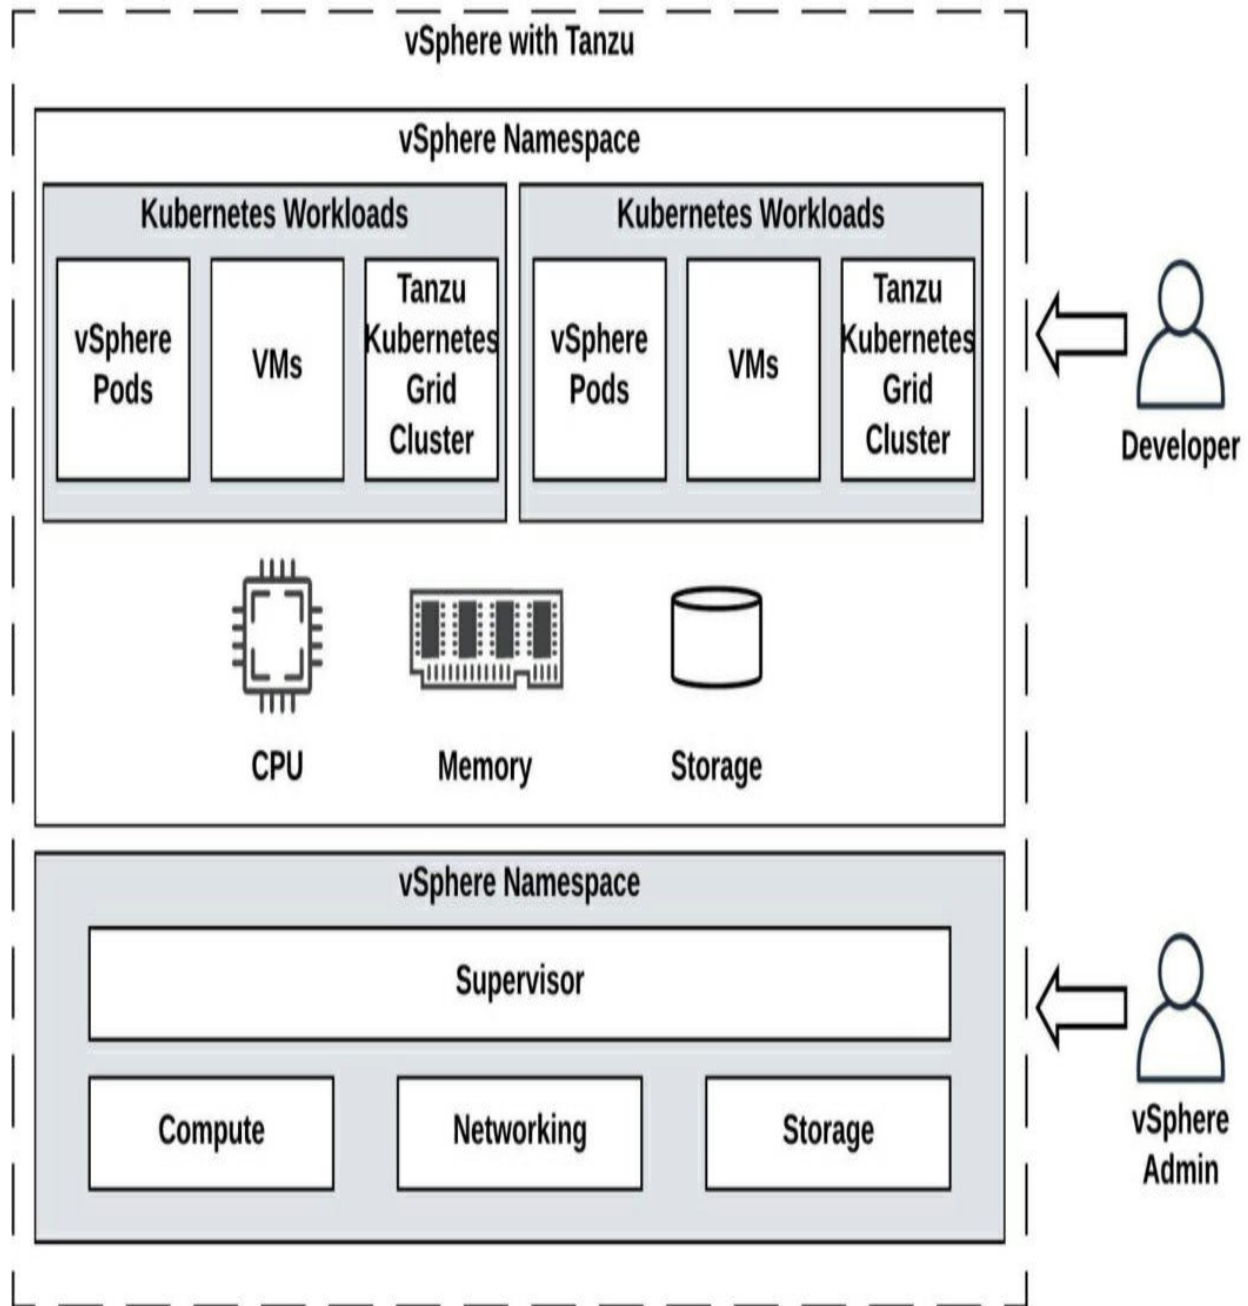 vSphere with Tanzu
vSphere Namespace
Kubernetes Workloads
vSphere
Pods
VMs
Tanzu
Kubernetes
Grid
Cluster
Kubernetes Workloads
vSphere
Pods
VMs
Tanzu
Kubernetes
Grid
Cluster
Developer
CPU
Memory
Storage
vSphere Namespace
Supervisor
Compute
Networking
Storage
vSphere
Admin